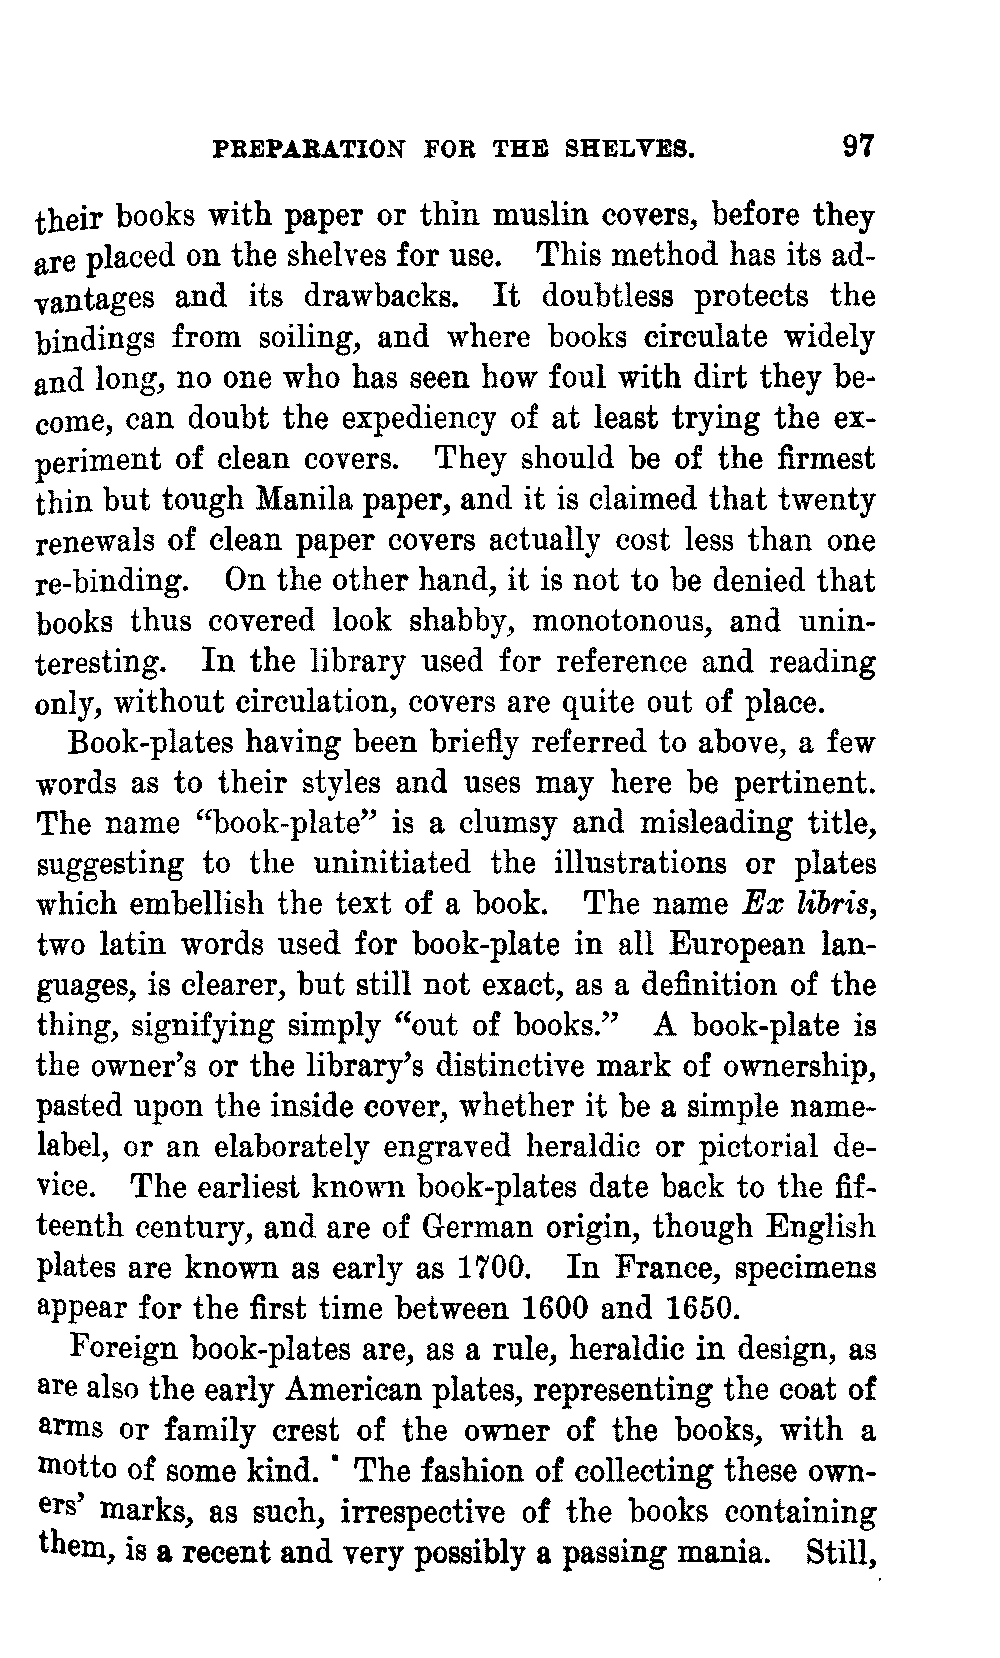 PREPARATION FOR THE SHELVES. 97
their books with paper or thin muslin covers, before they
are placed on the shelves for use. This method has its ad-
vantages and its drawbacks. It doubtless protects the
bindings from soiling, and where books circulate widely
and long, no one who has seen how foul with dirt they be-
come, can doubt the expediency of at least trying the ex-
periment of clean covers. They should be of the firmest
thin but tough Manila paper, and it is claimed that twenty
renewals of clean paper covers actually cost less than one
re-binding. On the other hand, it is not to be denied that
books thus covered look shabby, monotonous, and unin-
teresting. In the library used for reference and reading
only, without circulation, covers are quite out of place.
Book-plates having been briefly referred to above, a few
words as to their styles and uses may here be pertinent.
The name “book-plate” is a clumsy and misleading title,
suggesting to the uninitiated the illustrations or plates
which embellish the text of a book. The name Ex libris,
two latin words used for book-plate in all European lan-
guages, is clearer, but still not exact, as a definition of the
thing, signifying simply “out of books.” A book-plate is
the owner’s or the library’s distinctive mark of ownership,
pasted upon the inside cover, whether it be a simple name-
label, or an elaborately engraved heraldic or pictorial de-
vice. The earliest known book-plates date back to the fif-
teenth century, and are of German origin, though English
plates are known as early as 1700. In France, specimens
appear for the first time between 1600 and 1650.
Foreign book-plates are, as a rule, heraldic in design, as
are also the early American plates, representing the coat of
arms or family crest of the owner of the books, with a
motto of some kind. The fashion of collecting these own-
ers’ marks, as such, irrespective of the books containing
them, is a recent and very possibly a passing mania. Still,